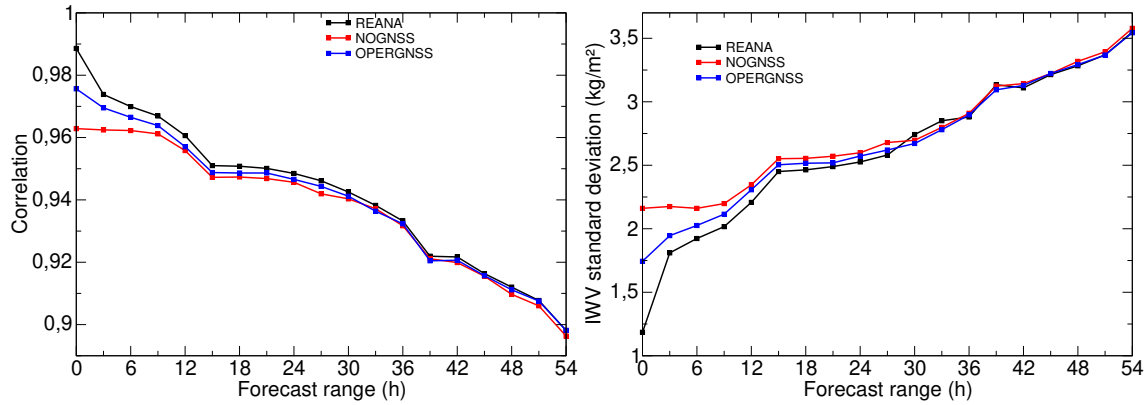 1
0,98
0,96
0,94
0,92
0,9
Correlation
0 6 12 18 24 30 36 42 48 54
Forecast range (h)
REANA
NOGNSS
OPERGNSS
3,5
3
2,5
2
1,5
1
IWV standard deviation (kg/m²)
0 6 12 18 24 30 36 42 48 54
Forecast range (h)
REANA
NOGNSS
OPERGNSS